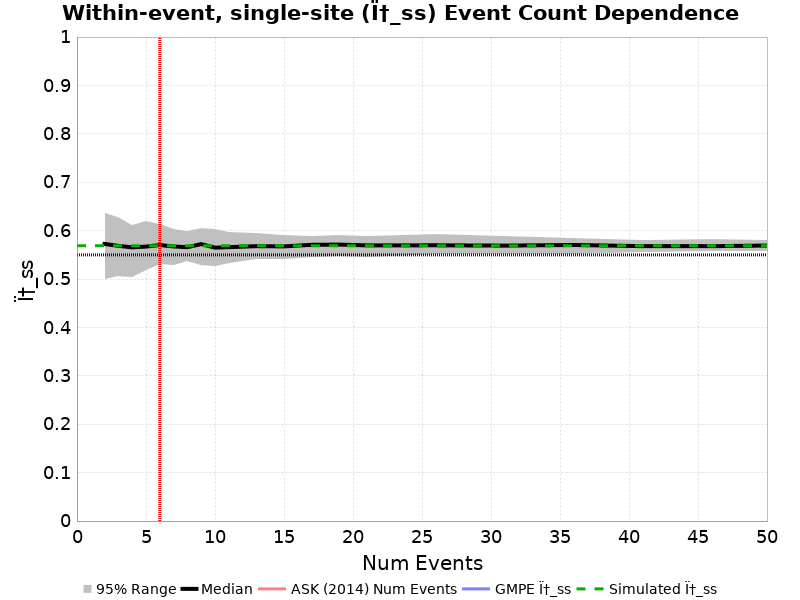 Within-event, single-site (Ï†_ss) Event Count Dependence
1
0.9
0.8
0.7
0.6
0.5
0.4
0.3
0.2
0.1
0
Ï†_ss
0 5 10 15 20 25 30 35 40 45 50
Num Events
95% Range Median ASK (2014) Num Events GMPE Ï†_ss Simulated Ï†_ss